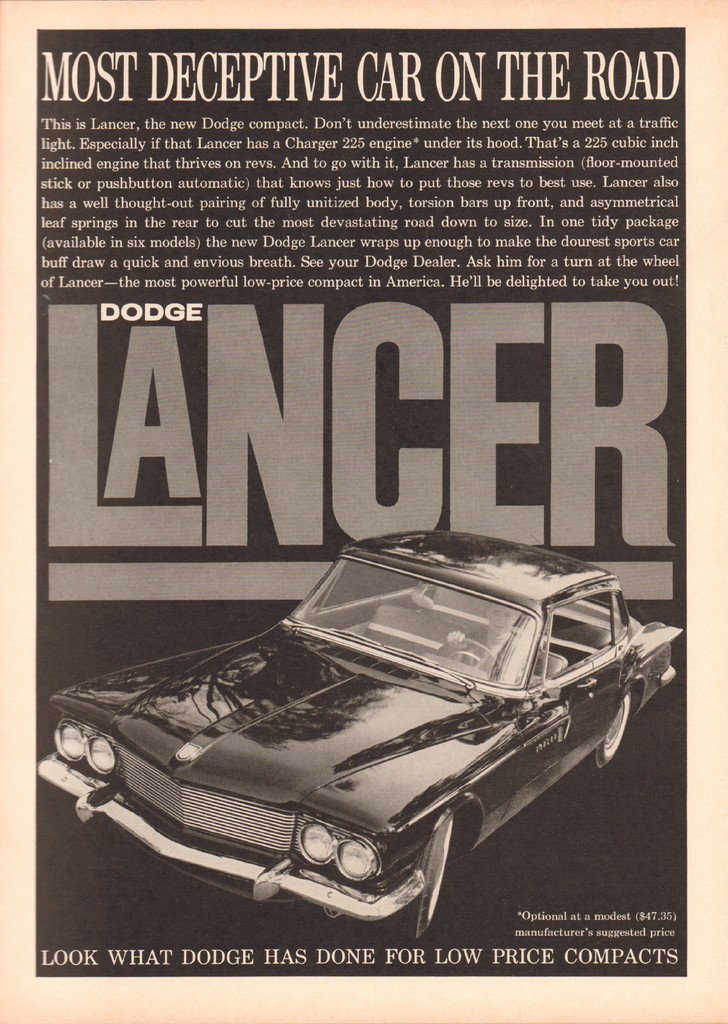 MOST DECEPTIVE CAR ON THE ROAD
This is Lancer, the new Dodge compact. Don't underestimate the next one you meet at a traffic
light. Especially if that Lancer has a Charger 225 engine* under its hood. That's a 225 cubic inch
inclined engine that thrives on revs. And to go with it, Lancer has a transmission (floor-mounted
stick or pushbutton automatic) that knows just how to put those revs to best use. Lancer also
has a well thought-out pairing of fully unitized body, torsion bars up front, and asymmetrical
leaf springs in the rear to cut the most devastating road down to size. In one tidy package
(available in six models) the new Dodge Lancer wraps up enough to make the dourest sports car
buff draw a quick and envious breath. See your Dodge Dealer. Ask him for a turn at the wheel
of Lancer—the most powerful low-price compact in America. He'll be delighted to take you out!
DODGE
LANCER
*Optional at a modest ($47.35)
manufacturer's suggested price
LOOK WHAT DODGE HAS DONE FOR LOW PRICE COMPACTS